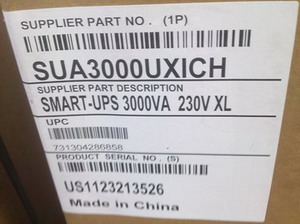 SUPPLIER PART NO. (1P)
SUA3000UXICH
SUPPLIER PART DESCRIPTION
SMART-UPS 3000VA 230V XL
UPC
731304286858
PRODUCT SERIAL NO. (S)
US1123213526
Made in China